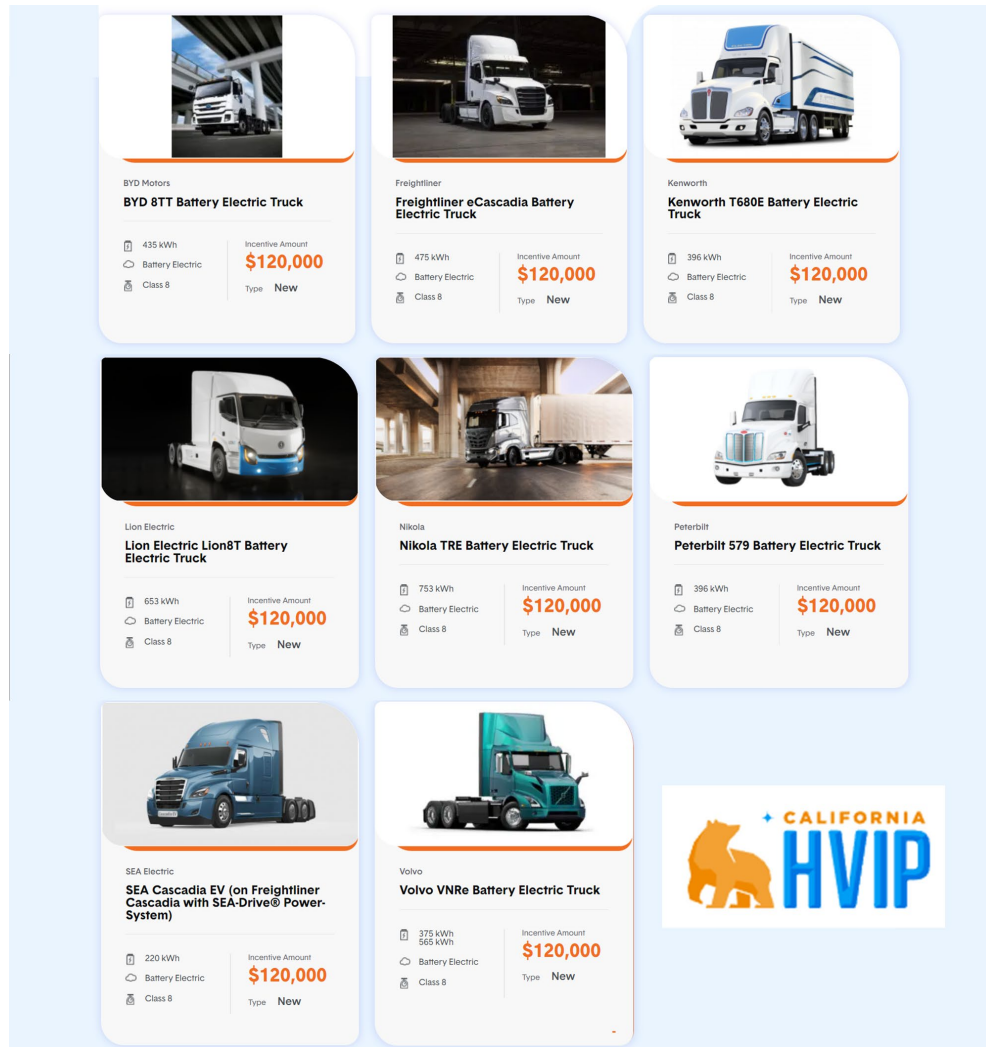 BYD Motors
BYD 8TT Battery Electric Truck
435 kWh
Battery Electric
Class 8
Incentive Amount
$120,000
Type New
Freightliner
Freightliner eCascadia Battery
Electric Truck
475 kWh
Battery Electric
Class 8
Incentive Amount
$120,000
Type New
Kenworth
Kenworth T680E Battery Electric
Truck
396 kWh
Battery Electric
Class 8
Incentive Amount
$120,000
Type New
Lion Electric
Lion Electric Lion8T Battery
Electric Truck
653 kWh
Battery Electric
Class 8
Incentive Amount
$120,000
Type New
Nikola
Nikola TRE Battery Electric Truck
753 kWh
Battery Electric
Class 8
Incentive Amount
$120,000
Type New
Peterbilt
Peterbilt 579 Battery Electric Truck
396 kWh
Battery Electric
Class 8
Incentive Amount
$120,000
Type New
SEA Electric
SEA Cascadia EV (on Freightliner
Cascadia with SEA-Drive® Power-
System)
220 kWh
Battery Electric
Class 8
Incentive Amount
$120,000
Type New
Volvo
Volvo VNRe Battery Electric Truck
375 kWh
565 kWh
Battery Electric
Class 8
Incentive Amount
$120,000
Type New
CALIFORNIA
HVIP